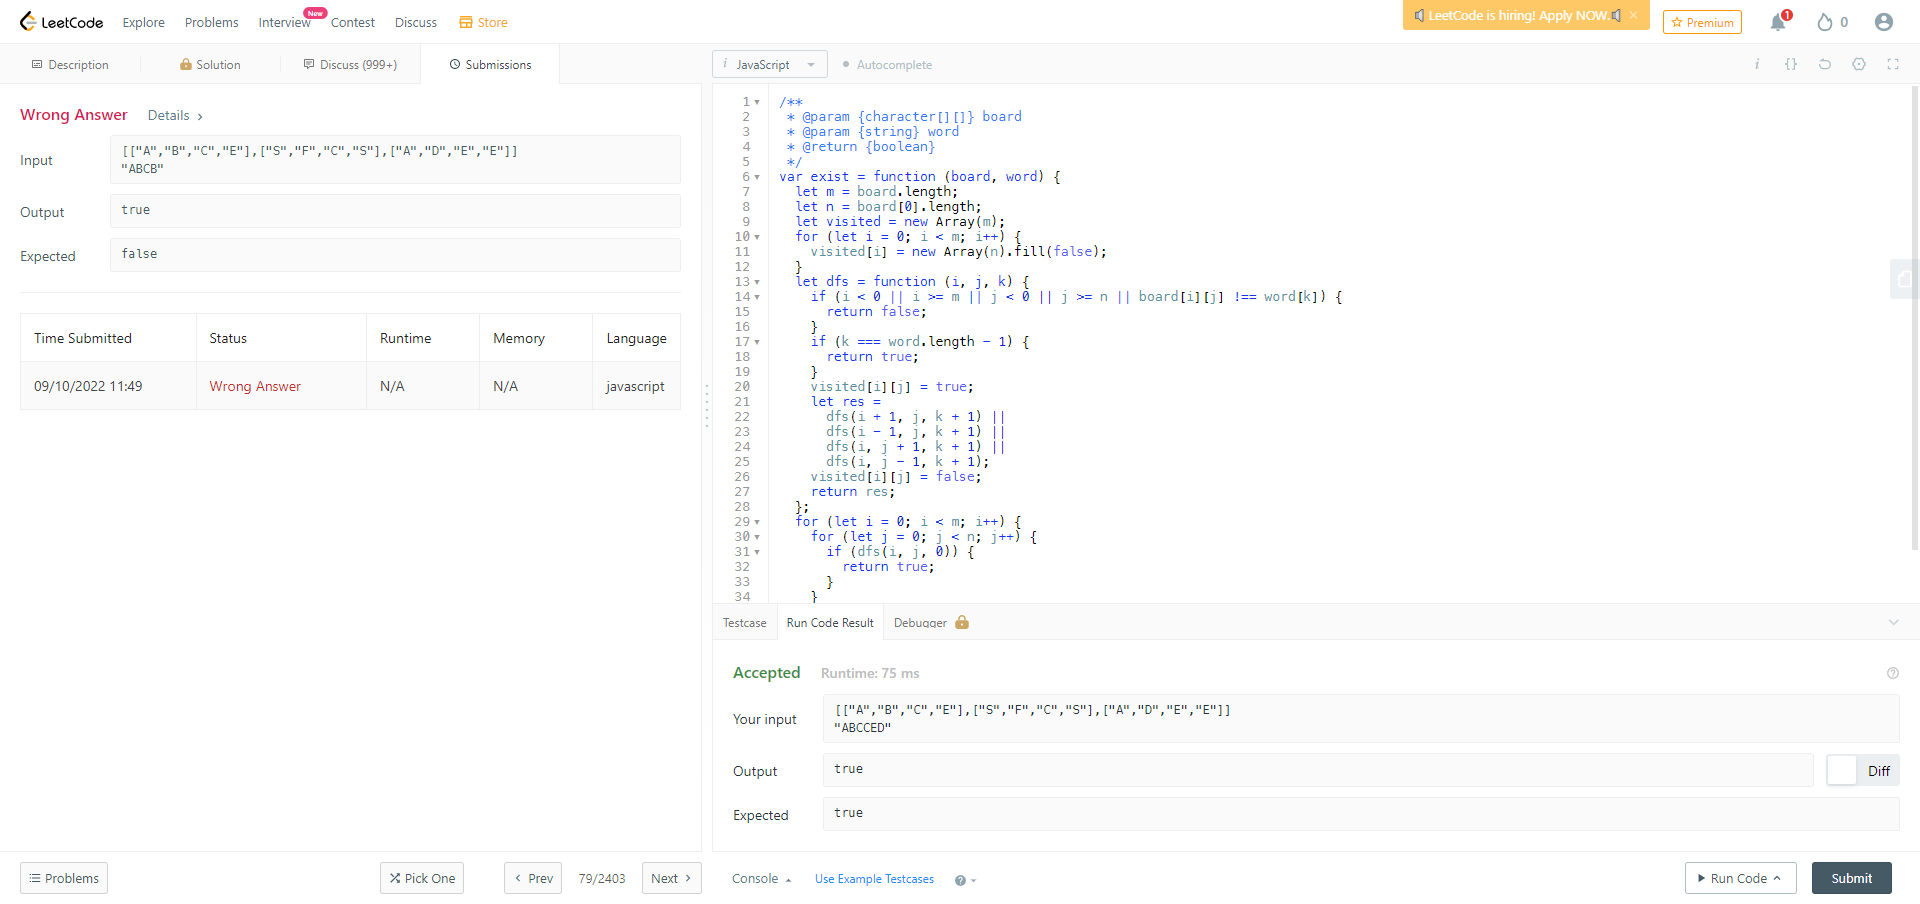 LeetCode
Explore
Problems
Interview
New
Contest
Discuss
Store
LeetCode is hiring! Apply NOW.
×
Premium
1
0
Description
Solution
Discuss (999+)
Submissions
i JavaScript
Autocomplete
i
{}
Wrong Answer
Details >
Input
[["A","B","C","E"],["S","F","C","S"],["A","D","E","E"]]
"ABCB"
Output
true
Expected
false
Time Submitted Status Runtime Memory Language
09/10/2022 11:49 Wrong Answer N/A N/A javascript
1 /**
2  * @param {character[][]} board
3  * @param {string} word
4  * @return {boolean}
5  */
6 var exist = function (board, word) {
7   let m = board.length;
8   let n = board[0].length;
9   let visited = new Array(m);
10   for (let i = 0; i < m; i++) {
11     visited[i] = new Array(n).fill(false);
12   }
13   let dfs = function (i, j, k) {
14     if (i < 0 || i >= m || j < 0 || j >= n || board[i][j] !== word[k]) {
15       return false;
16     }
17     if (k === word.length - 1) {
18       return true;
19     }
20     visited[i][j] = true;
21     let res =
22       dfs(i + 1, j, k + 1) ||
23       dfs(i - 1, j, k + 1) ||
24       dfs(i, j + 1, k + 1) ||
25       dfs(i, j - 1, k + 1);
26     visited[i][j] = false;
27     return res;
28   };
29   for (let i = 0; i < m; i++) {
30     for (let j = 0; j < n; j++) {
31       if (dfs(i, j, 0)) {
32         return true;
33       }
34     }
Testcase
Run Code Result
Debugger
Accepted
Runtime: 75 ms
Your input
[["A","B","C","E"],["S","F","C","S"],["A","D","E","E"]]
"ABCCED"
Output
true
Diff
Expected
true
Problems
Pick One
< Prev
79/2403
Next >
Console
Use Example Testcases
?
Run Code
Submit